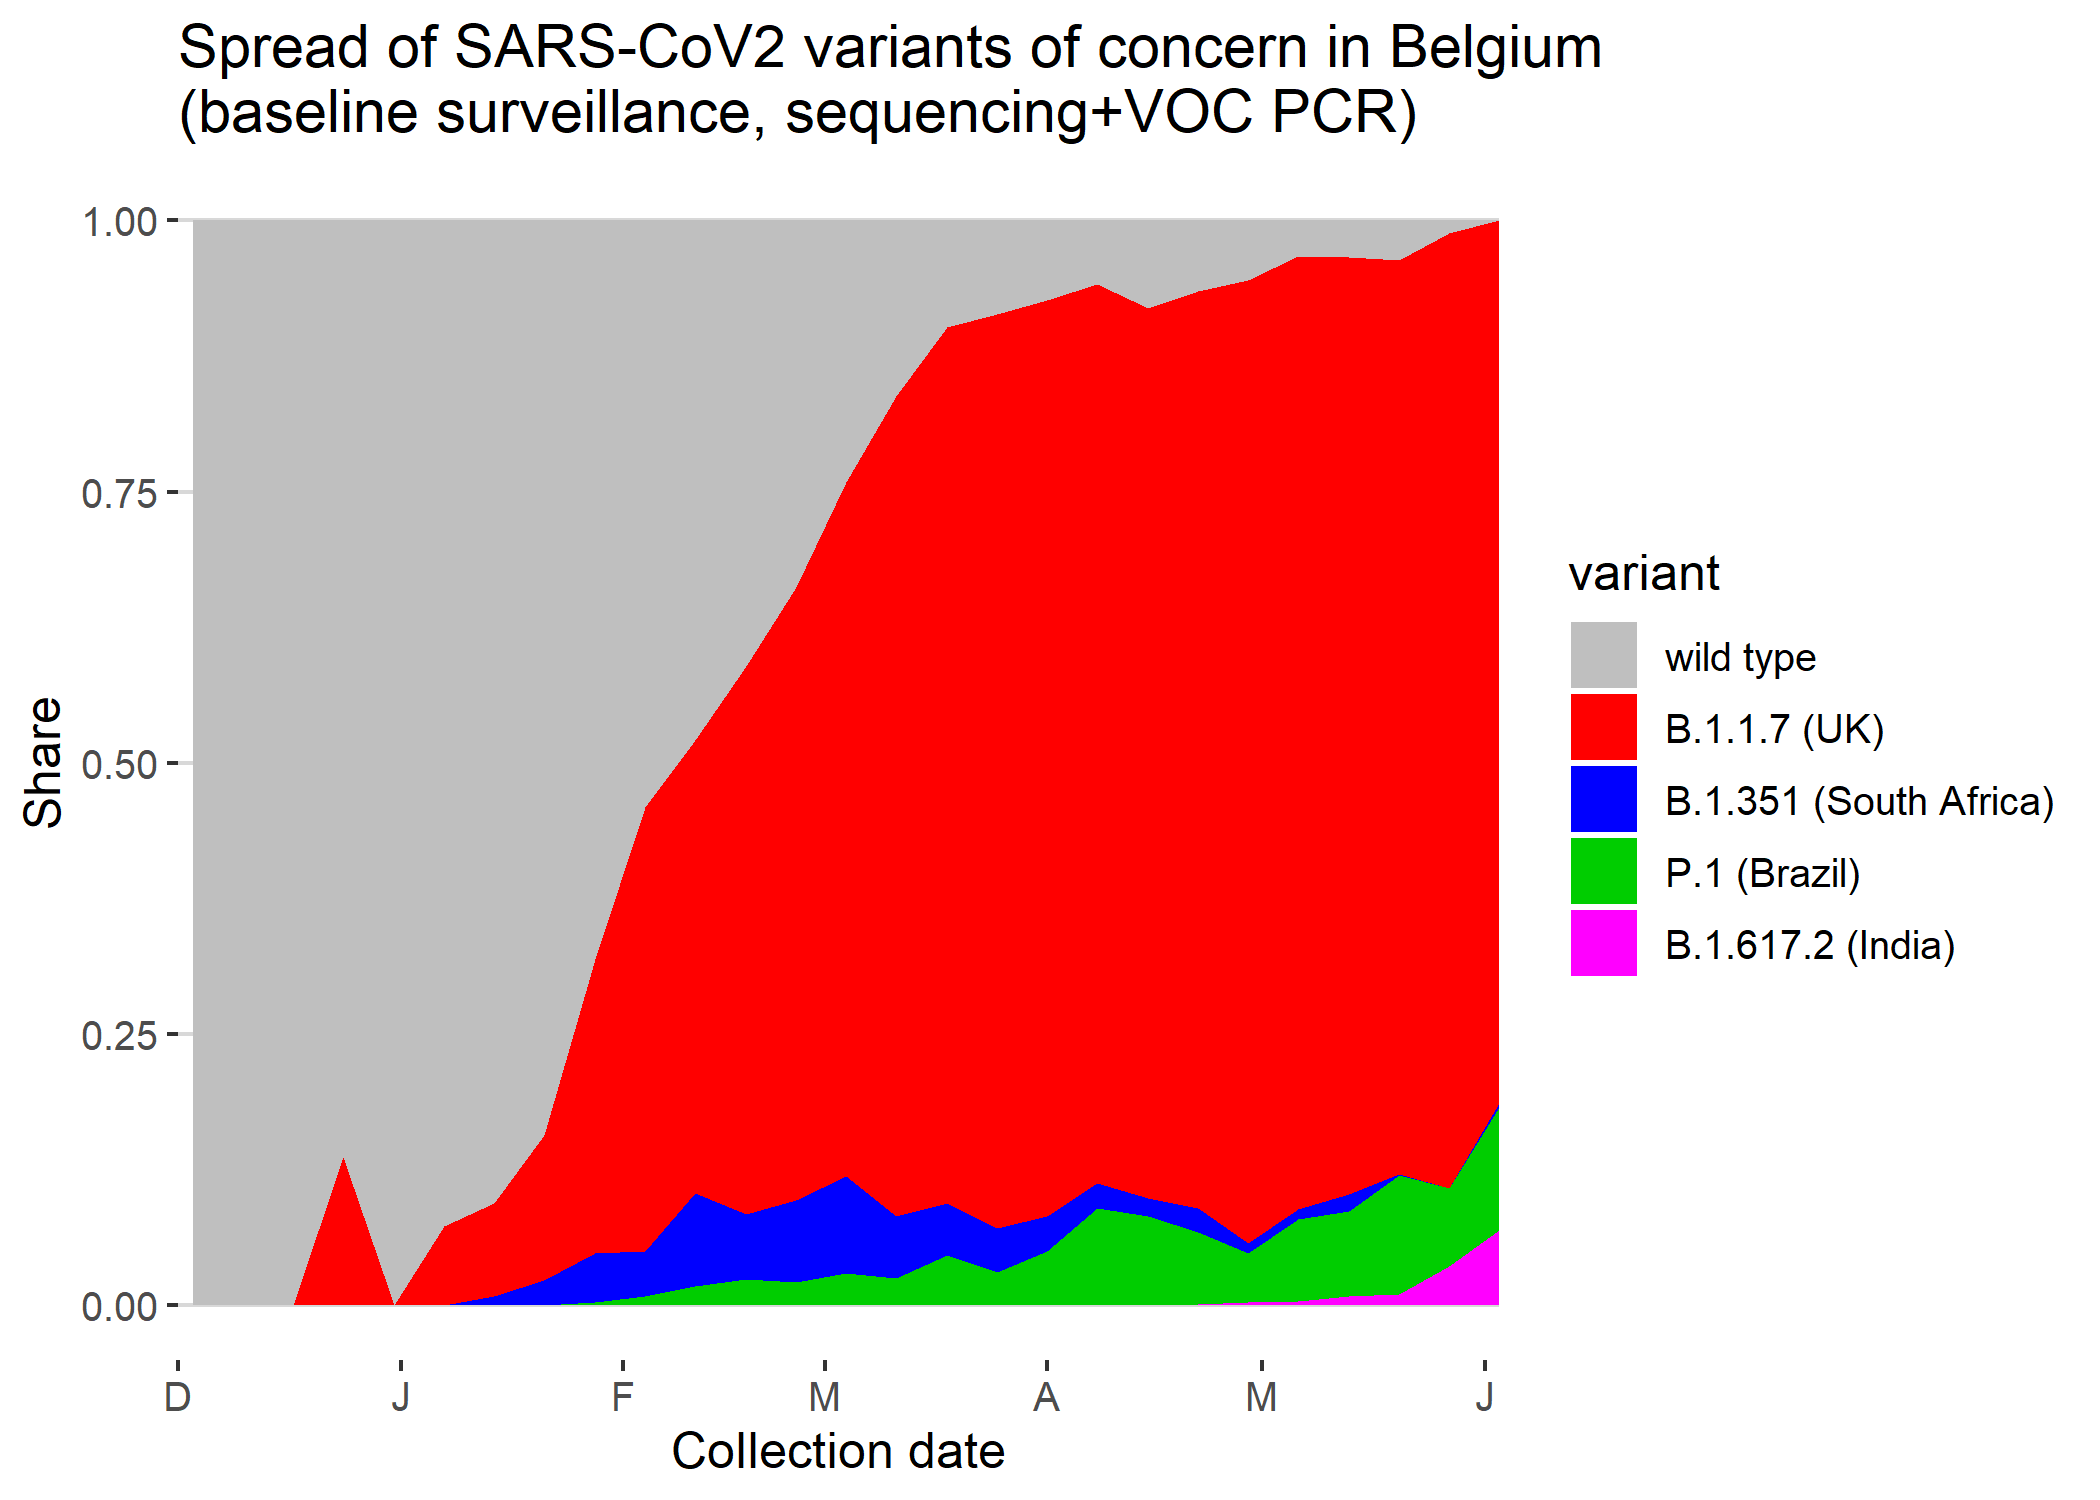 Spread of SARS-CoV2 variants of concern in Belgium
(baseline surveillance, sequencing+VOC PCR)
1.00
0.75
0.50
0.25
0.00
Share
D J F M A M J
Collection date
variant
wild type
B.1.1.7 (UK)
B.1.351 (South Africa)
P.1 (Brazil)
B.1.617.2 (India)